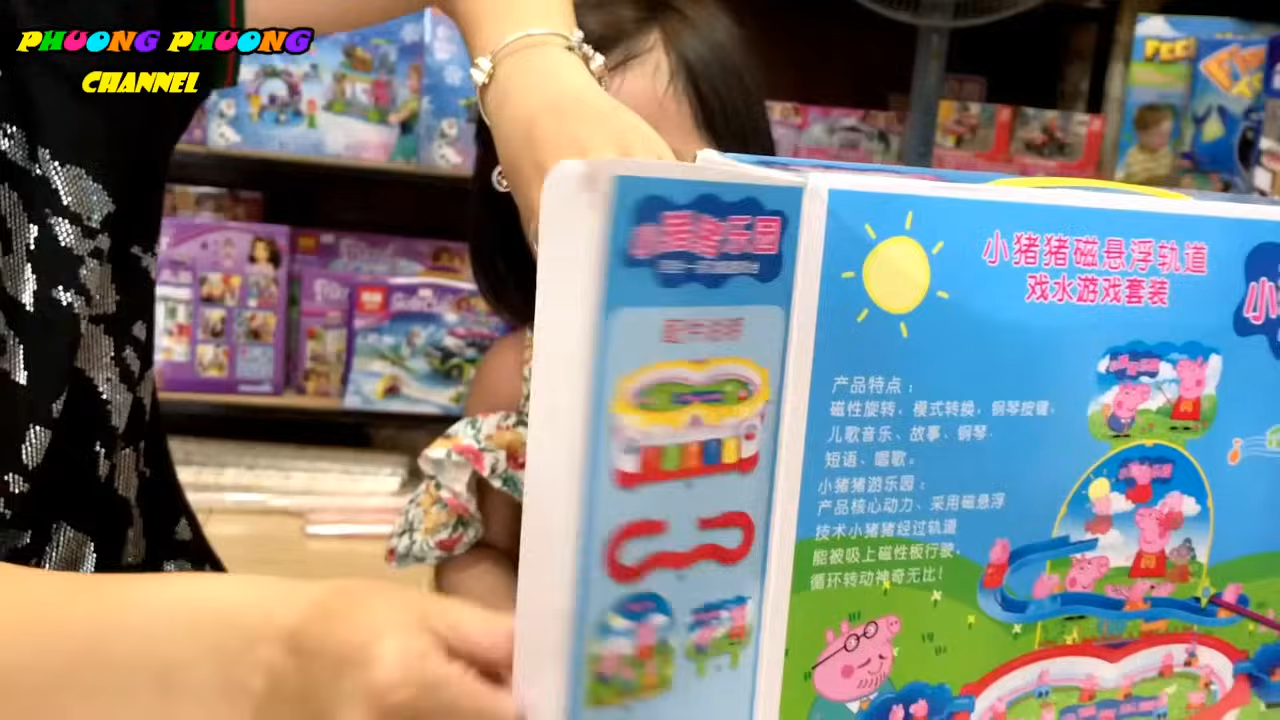 PHUONG PHUONG
CHANNEL
乐园
小猪猪磁悬浮轨道
戏水游戏套装
小
产品特点：
磁性旋转、模式转换、钢琴按键、
儿歌音乐、故事、钢琴、
短语、唱歌。
小猪猪游乐园：
产品核心动力、采用磁悬浮
技术小猪猪经过轨道
能被吸上磁性板行驶，
循环转动神奇无比！